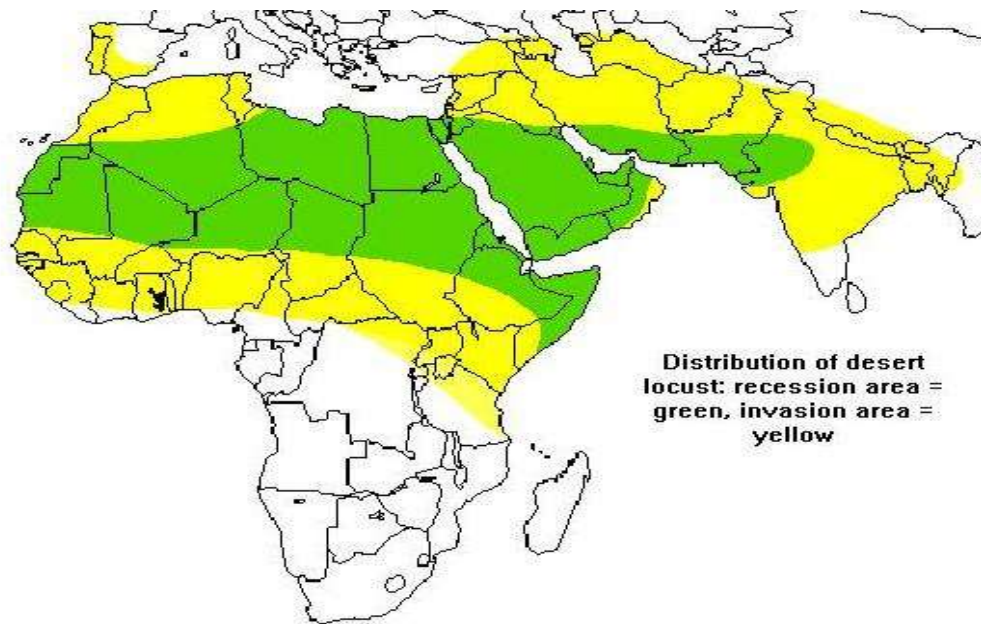 Distribution of desert
locust: recession area =
green, invasion area =
yellow